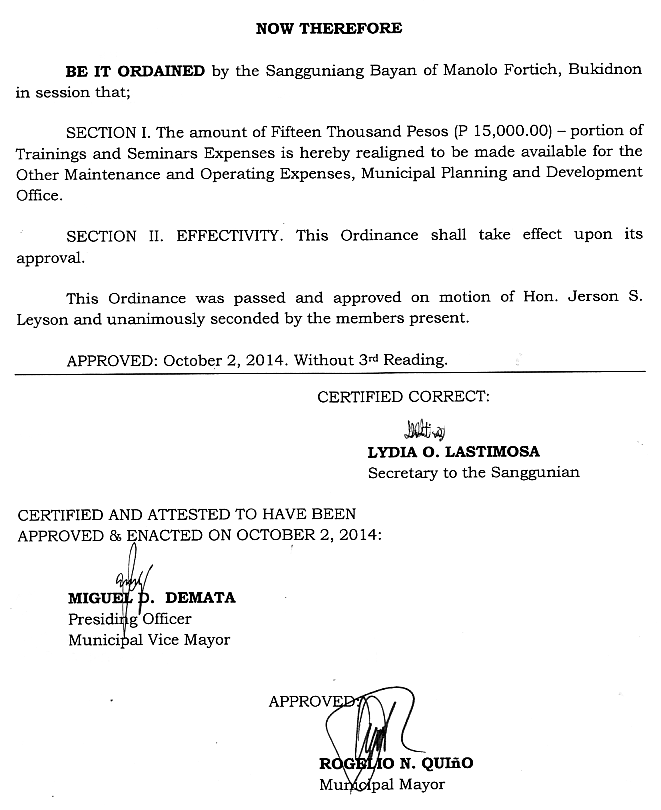 NOW THEREFORE
BE IT ORDAINED by the Sangguniang Bayan of Manolo Fortich, Bukidnon
in session that;
SECTION I. The amount of Fifteen Thousand Pesos (P 15,000.00) – portion of
Trainings and Seminars Expenses is hereby realigned to be made available for the
Other Maintenance and Operating Expenses, Municipal Planning and Development
Office.
SECTION II. EFFECTIVITY. This Ordinance shall take effect upon its
approval.
This Ordinance was passed and approved on motion of Hon. Jerson S.
Leyson and unanimously seconded by the members present.
APPROVED: October 2, 2014. Without 3rd Reading.
CERTIFIED CORRECT:
LYDIA O. LASTIMOSA
Secretary to the Sanggunian
CERTIFIED AND ATTESTED TO HAVE BEEN
APPROVED & ENACTED ON OCTOBER 2, 2014:
MIGUEL D. DEMATA
Presiding Officer
Municipal Vice Mayor
APPROVED:
ROGELIO N. QUIñO
Municipal Mayor